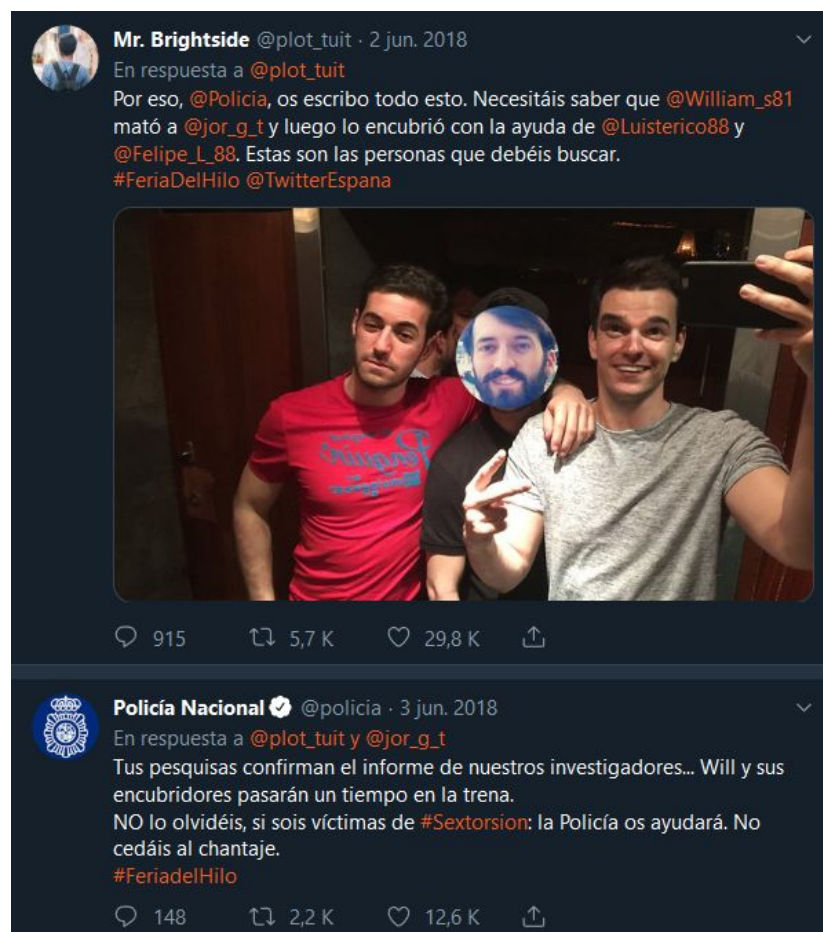 Mr. Brightside @plot_tuit · 2 jun. 2018
En respuesta a @plot_tuit
Por eso, @Policia, os escribo todo esto. Necesitáis saber que @William_s81
mató a @jor_g_t y luego lo encubrió con la ayuda de @Luisterico88 y
@Felipe_L_88. Estas son las personas que debéis buscar.
#FeriaDelHilo @TwitterEspana
Penguin
915 5,7 K 29,8 K
Policía Nacional @policia · 3 jun. 2018
En respuesta a @plot_tuit y @jor_g_t
Tus pesquisas confirman el informe de nuestros investigadores... Will y sus
encubridores pasarán un tiempo en la trena.
NO lo olvidéis, si sois víctimas de #Sextorsion: la Policía os ayudará. No
cedáis al chantaje.
#FeriadelHilo
148 2,2 K 12,6 K